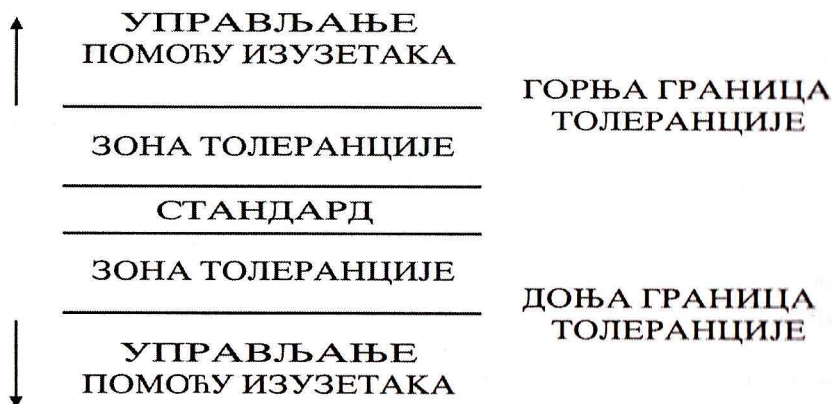 УПРАВЉАЊЕ
ПОМОЋУ ИЗУЗЕТАКА
ГОРЊА ГРАНИЦА
ТОЛЕРАНЦИЈЕ
ЗОНА ТОЛЕРАНЦИЈЕ
СТАНДАРД
ЗОНА ТОЛЕРАНЦИЈЕ
ДОЊА ГРАНИЦА
ТОЛЕРАНЦИЈЕ
УПРАВЉАЊЕ
ПОМОЋУ ИЗУЗЕТАКА